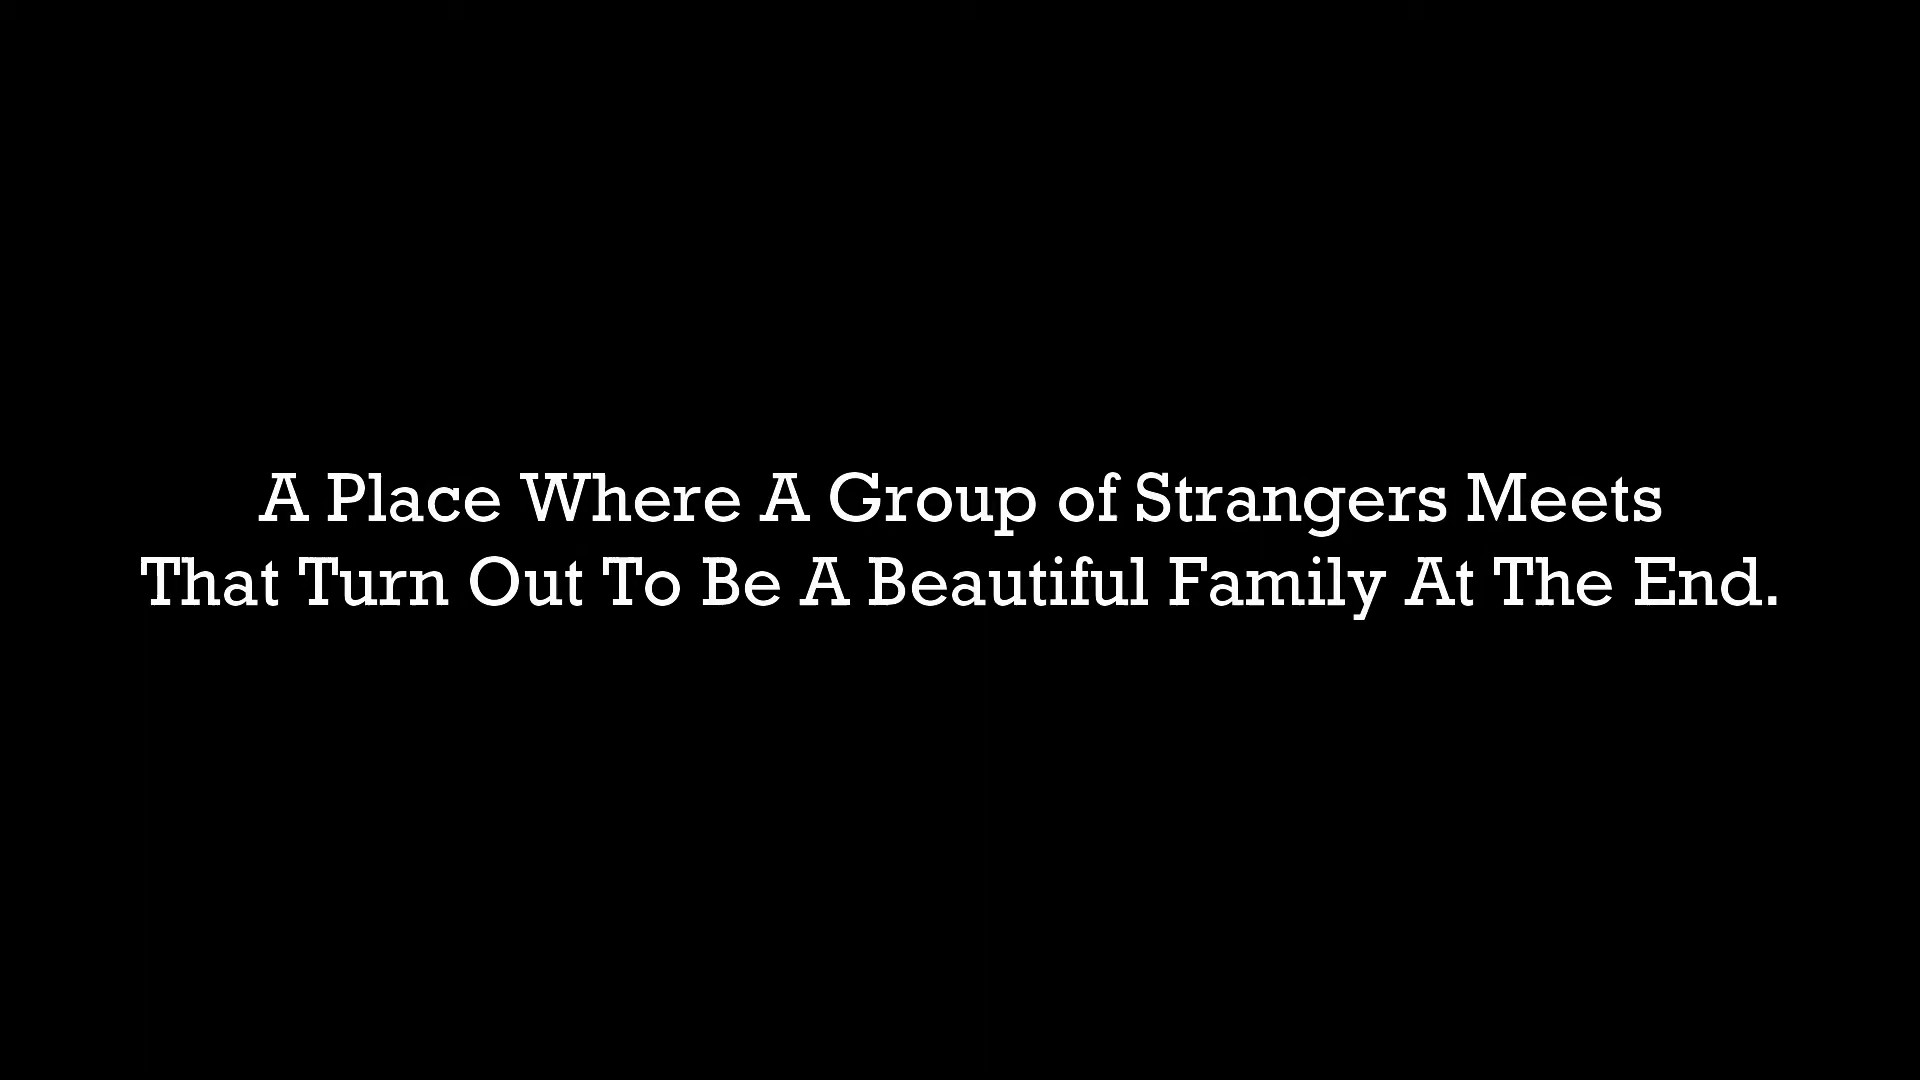 A Place Where A Group of Strangers Meets
That Turn Out To Be A Beautiful Family At The End.